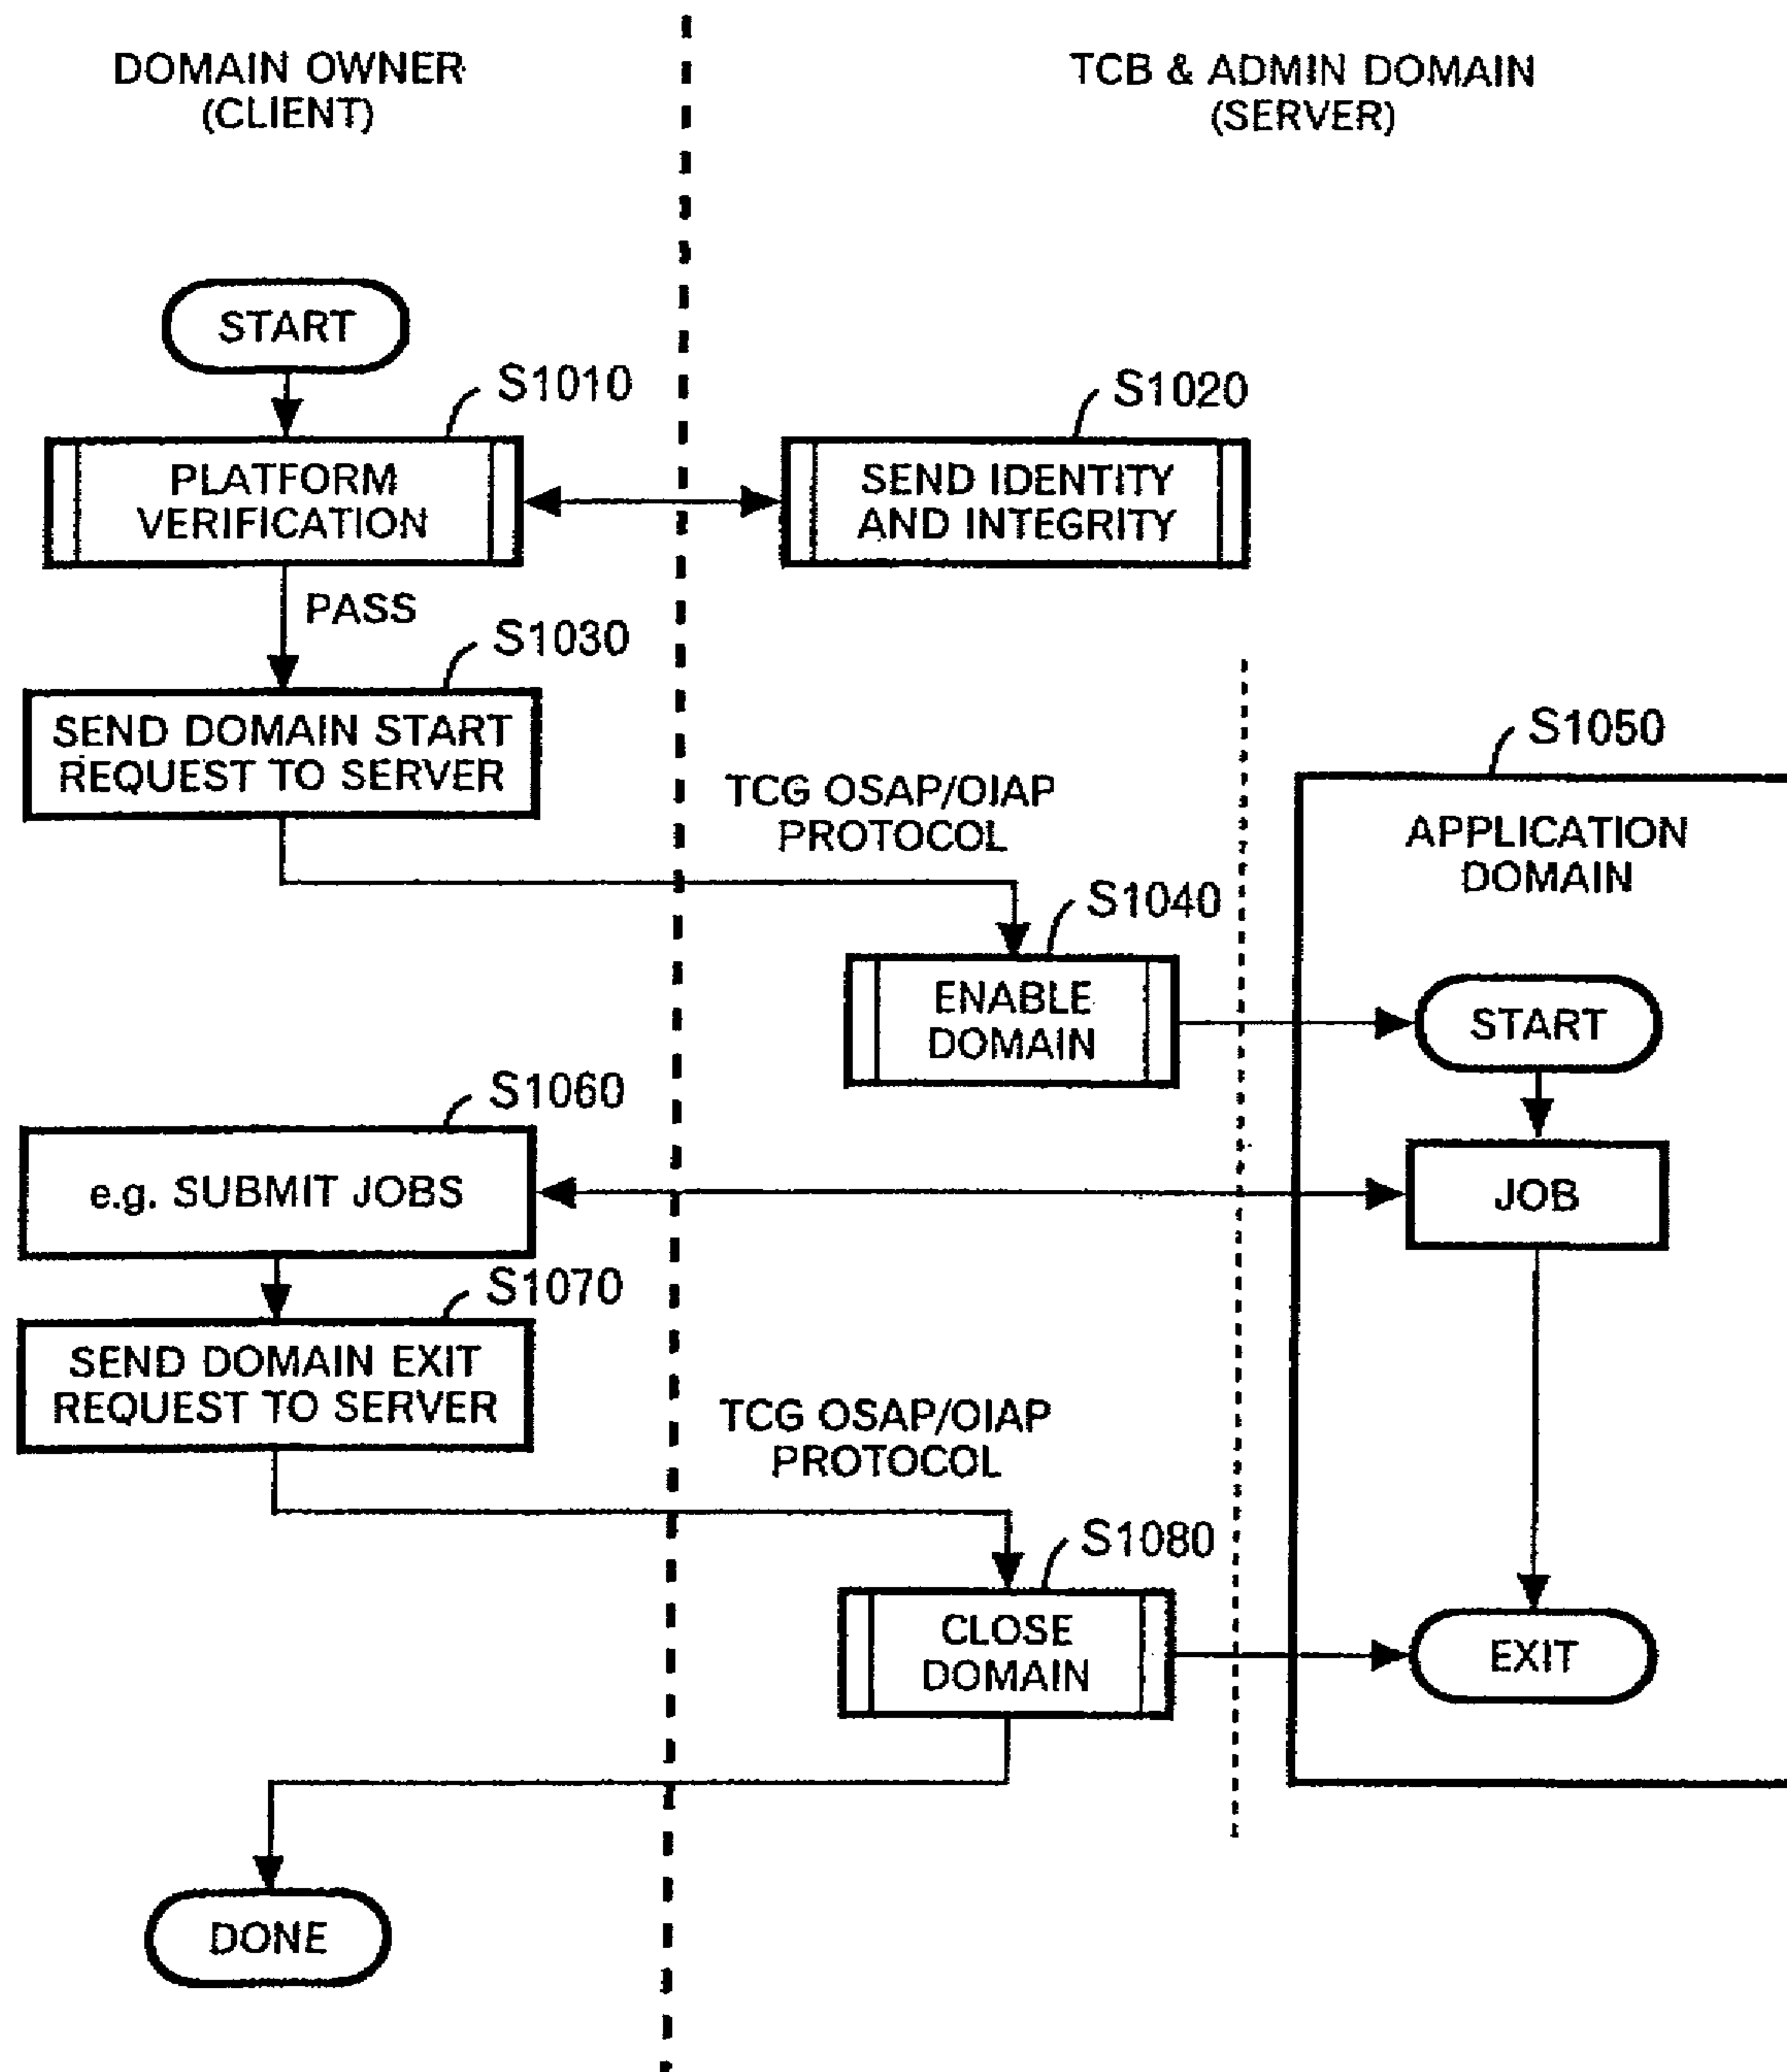 DOMAIN OWNER
(CLIENT)
TCB & ADMIN DOMAIN
(SERVER)
START
S1010
S1020
PLATFORM
VERIFICATION
SEND IDENTITY
AND INTEGRITY
PASS
S1030
SEND DOMAIN START
REQUEST TO SERVER
TCG OSAP/OIAP
PROTOCOL
S1050
APPLICATION
DOMAIN
S1040
ENABLE
DOMAIN
START
S1060
e.g. SUBMIT JOBS
JOB
S1070
SEND DOMAIN EXIT
REQUEST TO SERVER
TCG OSAP/OIAP
PROTOCOL
S1080
CLOSE
DOMAIN
EXIT
DONE